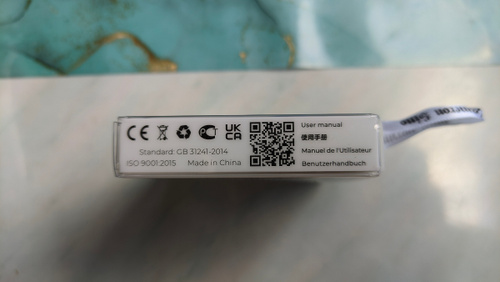 CE UK CA
Standard: GB 31241-2014
ISO 9001:2015 Made in China
User manual
使用手册
Manuel de l'Utilisateur
Benutzerhandbuch